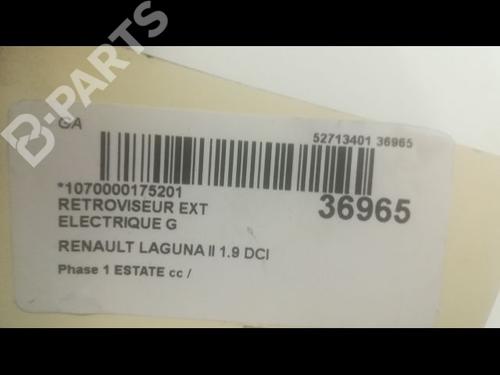 B-PARTS
GA
52713401 36965
*1070000175201
36965
RETROVISEUR EXT
ELECTRIQUE G
RENAULT LAGUNA II 1.9 DCI
Phase 1 ESTATE cc /